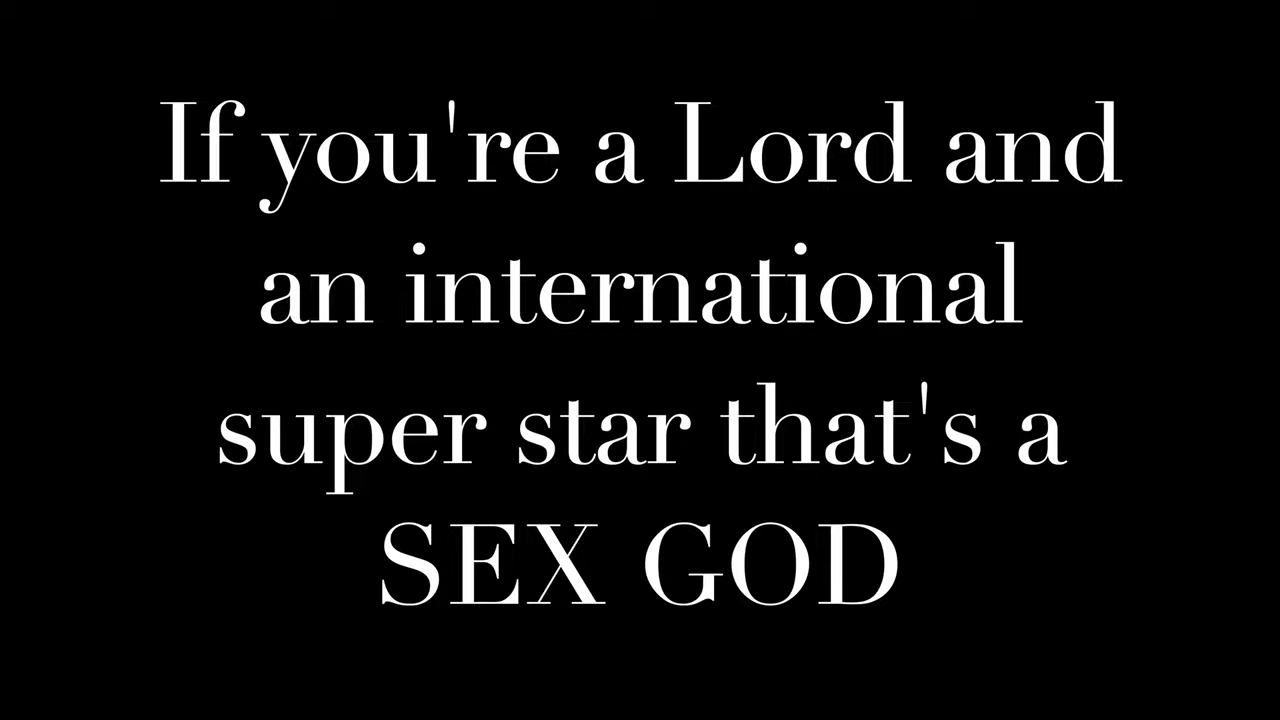 If you're a Lord and
an international
super star that's a
SEX GOD